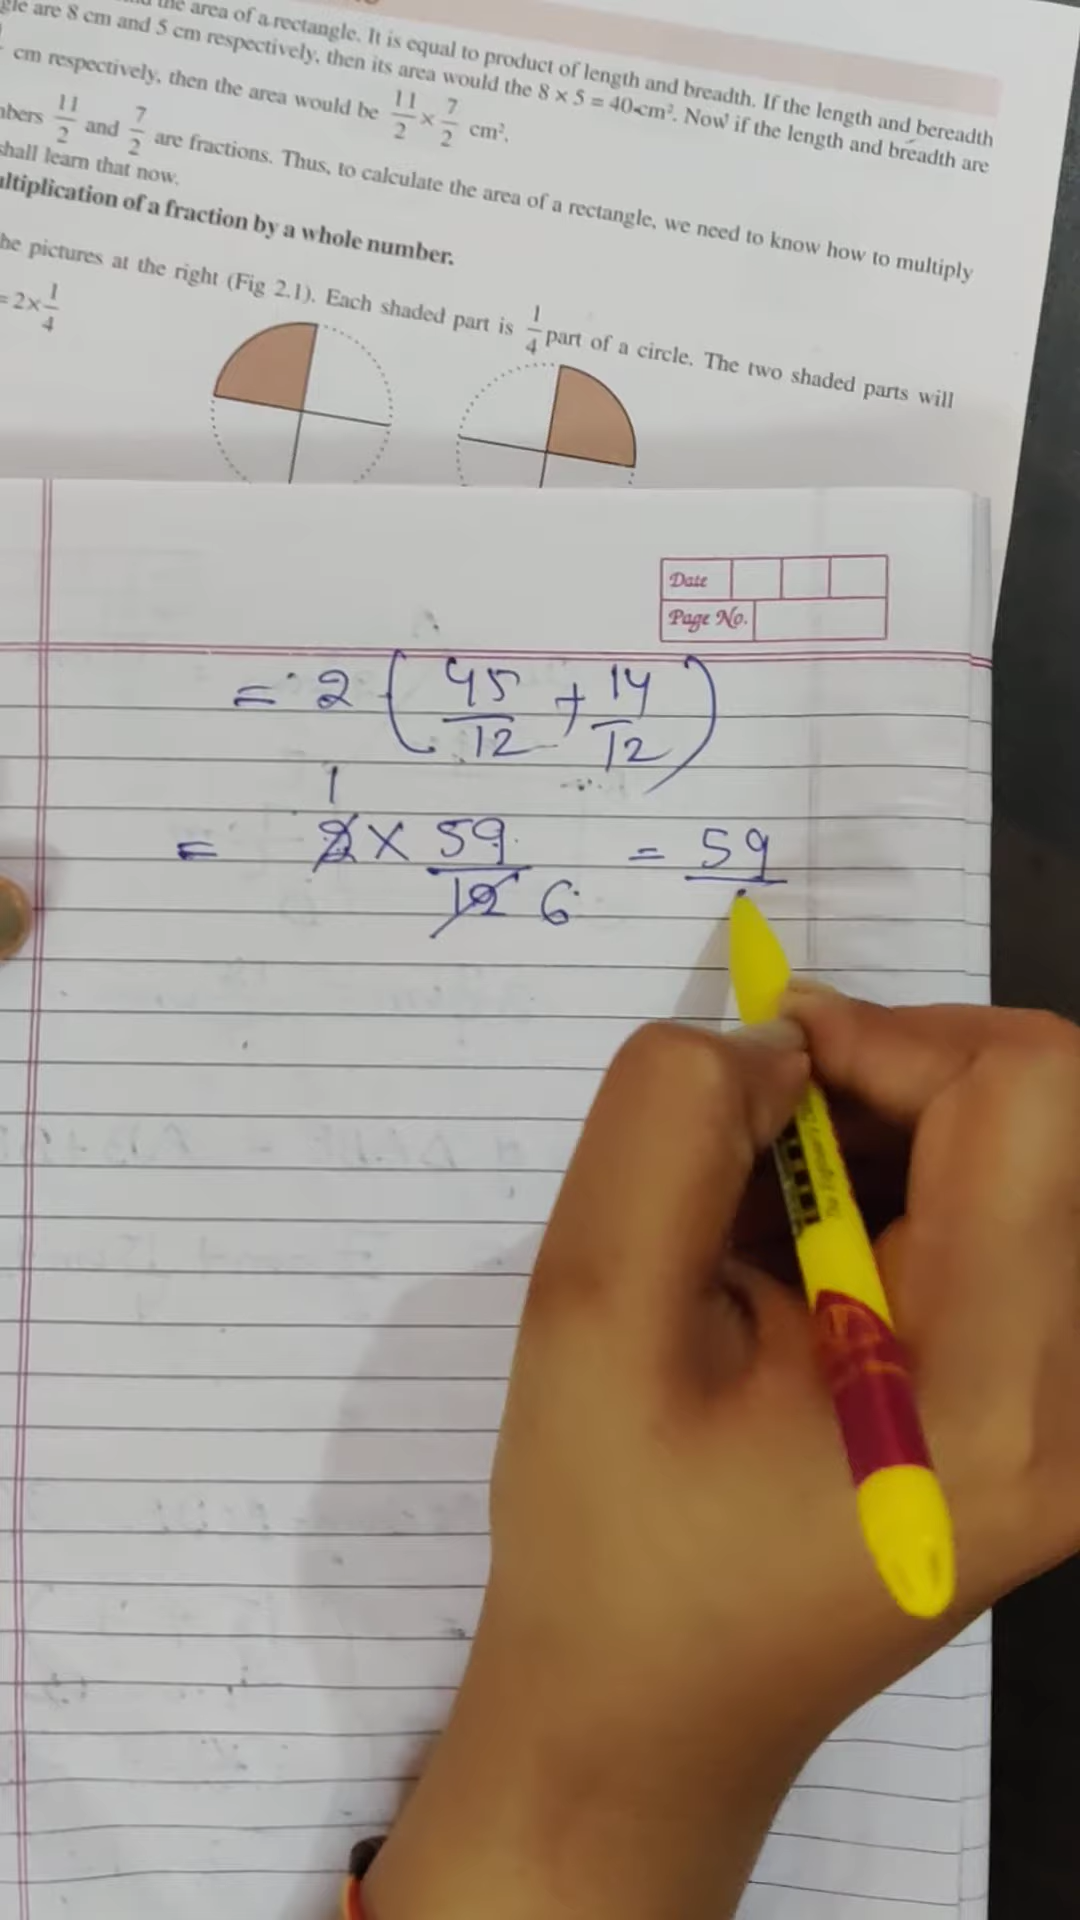 the area of a rectangle. It is equal to product of length and breadth. If the length and bereadth
are 8 cm and 5 cm respectively, then its area would the 8 × 5 = 40 cm². Now if the length and breadth are
cm respectively, then the area would be 11/2 × 7/2 cm².
11/2 and 7/2 are fractions. Thus, to calculate the area of a rectangle, we need to know how to multiply
shall learn that now.
ultiplication of a fraction by a whole number.
he pictures at the right (Fig 2.1). Each shaded part is 1/4 part of a circle. The two shaded parts will
= 2 × 1/4
Date
Page No.
= 2 ( 45/12 + 14/12 )
1
= 2 × 59/12 6 = 59